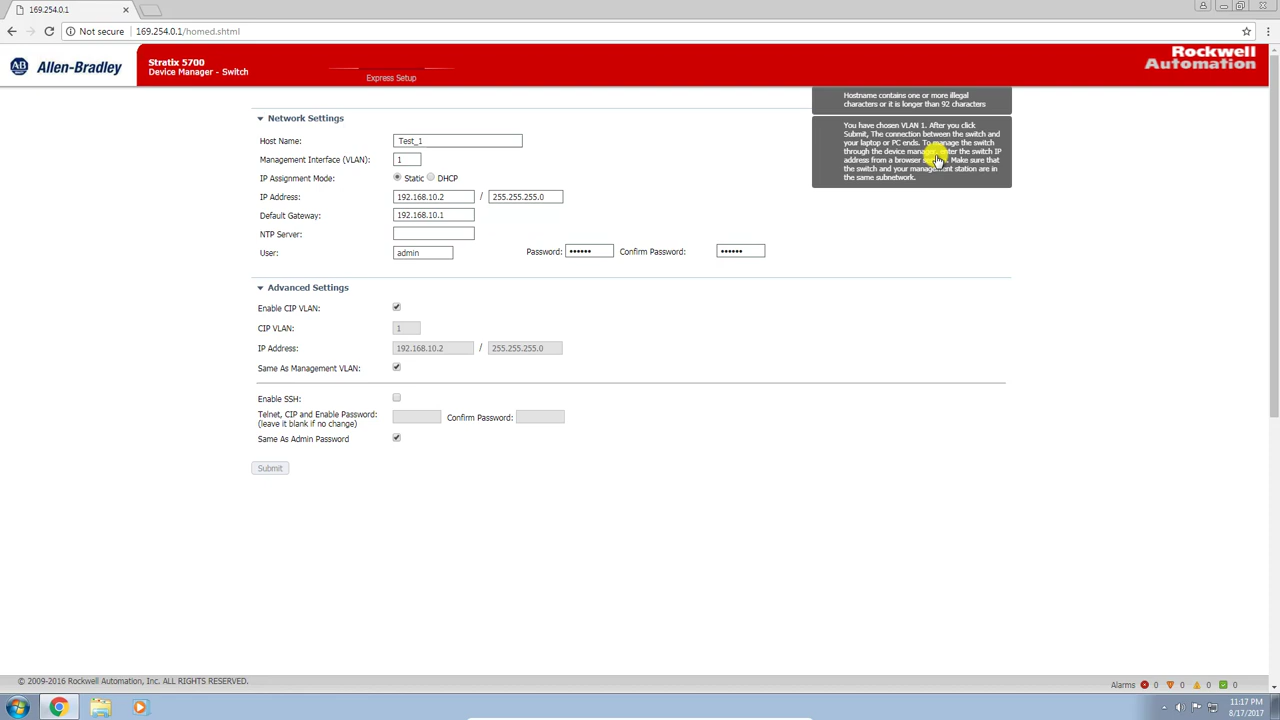 169.254.0.1
Not secure | 169.254.0.1/homed.shtml
AB Allen-Bradley
Stratix 5700
Device Manager - Switch
Express Setup
Rockwell
Automation
Hostname contains one or more illegal
characters or it is longer than 92 characters
You have chosen VLAN 1. After you click
Submit, The connection between the switch and
your laptop or PC ends. To manage the switch
through the device manager, enter the switch IP
address from a browser. Make sure that
the switch and your management station are in
the same subnetwork.
Network Settings
Host Name: Test_1
Management Interface (VLAN): 1
IP Assignment Mode: Static DHCP
IP Address: 192.168.10.2 / 255.255.255.0
Default Gateway: 192.168.10.1
NTP Server:
User: admin Password: •••••• Confirm Password: ••••••
Advanced Settings
Enable CIP VLAN:
CIP VLAN: 1
IP Address: 192.168.10.2 / 255.255.255.0
Same As Management VLAN:
Enable SSH:
Telnet, CIP and Enable Password:
(leave it blank if no change) Confirm Password:
Same As Admin Password
Submit
© 2009-2016 Rockwell Automation, Inc. ALL RIGHTS RESERVED.
Alarms 0 0 0 0
11:17 PM
8/17/2017